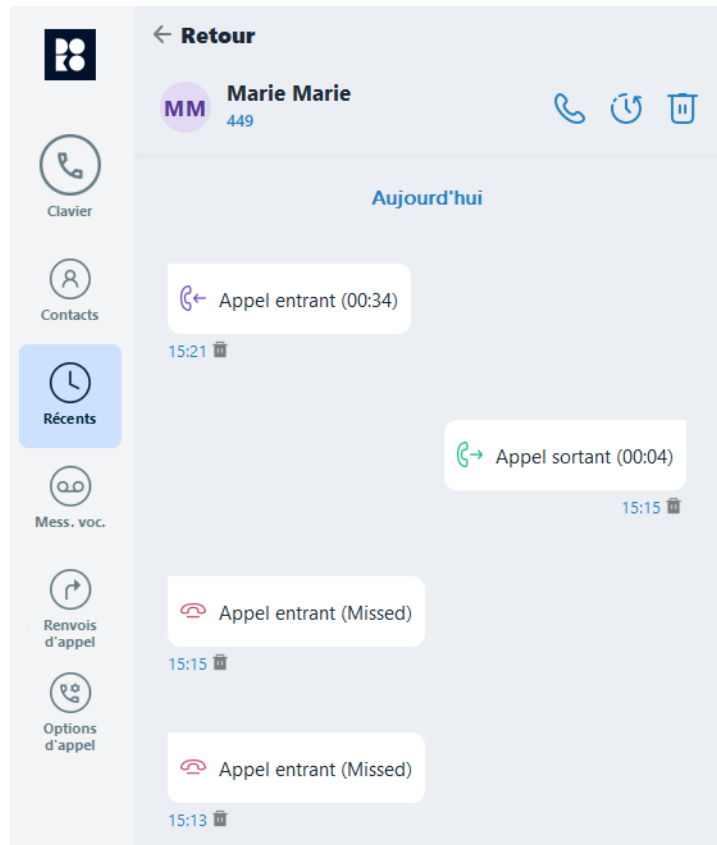 ← Retour
MM
Marie Marie
449
Clavier
Contacts
Récents
Mess. voc.
Renvois
d'appel
Options
d'appel
Aujourd'hui
Appel entrant (00:34)
15:21
Appel sortant (00:04)
15:15
Appel entrant (Missed)
15:15
Appel entrant (Missed)
15:13